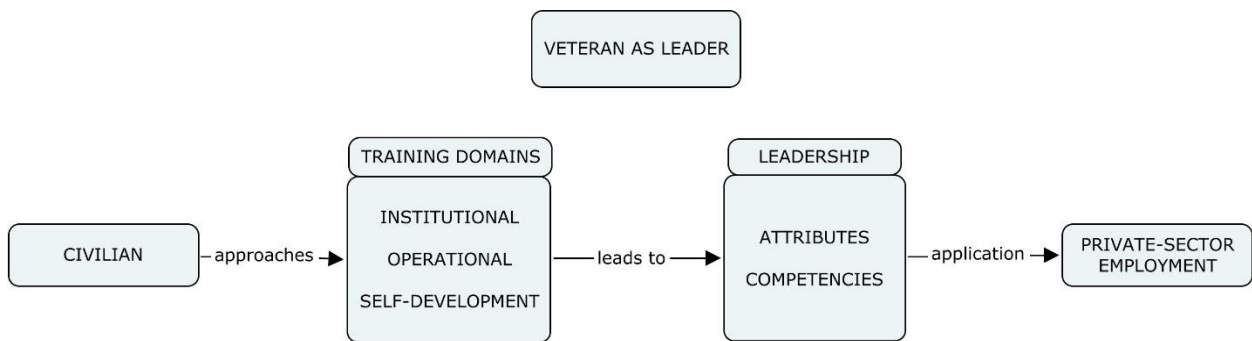 VETERAN AS LEADER
TRAINING DOMAINS
LEADERSHIP
INSTITUTIONAL
OPERATIONAL
SELF-DEVELOPMENT
ATTRIBUTES
COMPETENCIES
CIVILIAN
approaches
leads to
application
PRIVATE-SECTOR
EMPLOYMENT